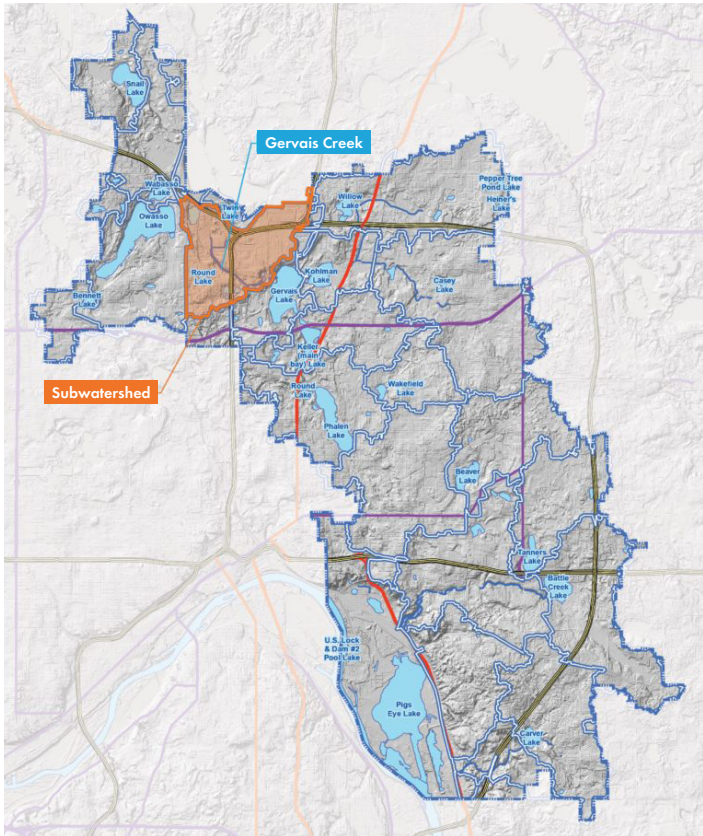 Snail
Lake
Gervais Creek
Wabasso
Lake
Twin
Lake
Willow
Lake
Pepper Tree
Pond Lake
Heiner's
Lake
Owasso
Lake
Round
Lake
Kohlman
Lake
Gervais
Lake
Casey
Lake
Bennett
Lake
Keller
(main
bay) Lake
Subwatershed
Round
Lake
Wakefield
Lake
Phalen
Lake
Beaver
Lake
Tanners
Lake
Battle
Creek
Lake
U.S. Lock
& Dam #2
Pool Lake
Pigs
Eye Lake
Carver
Lake